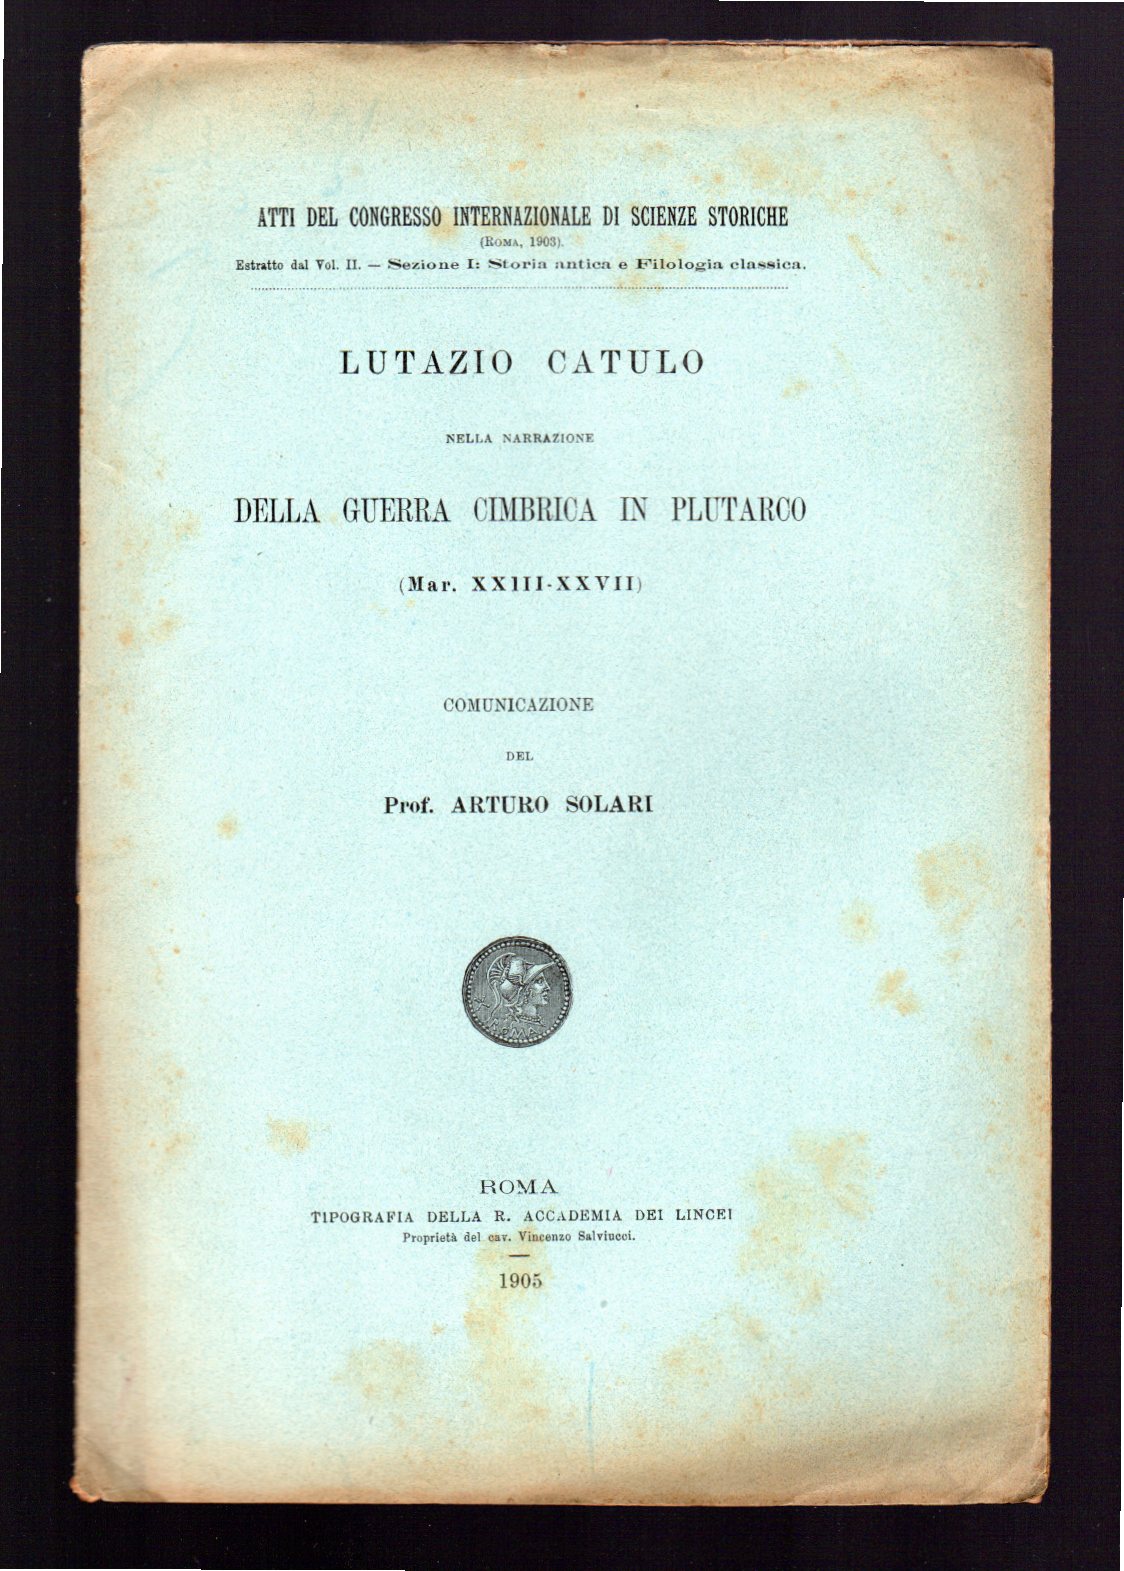 ATTI DEL CONGRESSO INTERNAZIONALE DI SCIENZE STORICHE
(ROMA, 1903).
Estratto dal Vol. II. — Sezione I: Storia antica e Filologia classica.
LUTAZIO CATULO
NELLA NARRAZIONE
DELLA GUERRA CIMBRICA IN PLUTARCO
(Mar. XXIII-XXVII)
COMUNICAZIONE
DEL
Prof. ARTURO SOLARI
ROMA
ROMA
TIPOGRAFIA DELLA R. ACCADEMIA DEI LINCEI
Proprietà del cav. Vincenzo Salviucci.
1905